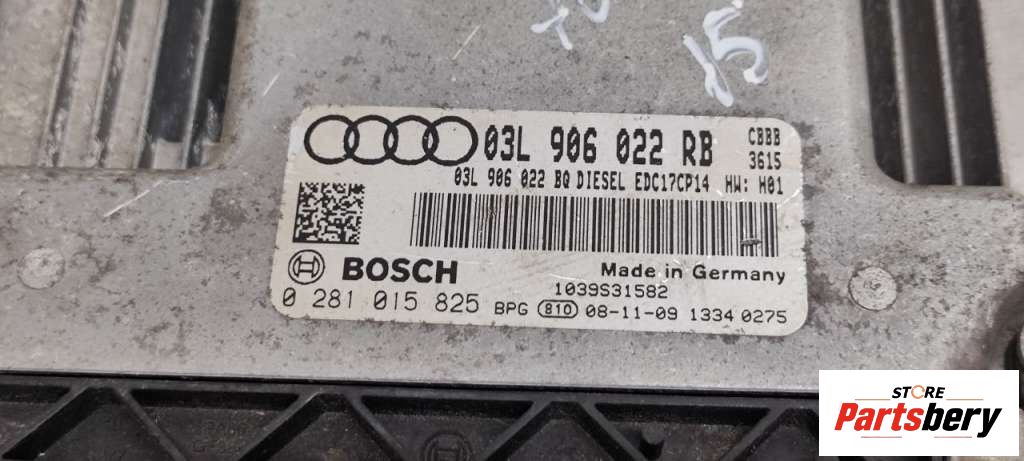 15
03L 906 022 RB CBBB
3615
03L 906 022 BQ DIESEL EDC17CP14 HW: H01
BOSCH Made in Germany
1039S31582
0 281 015 825 BPG 810 08-11-09 1334 0275
STORE
Partsbery